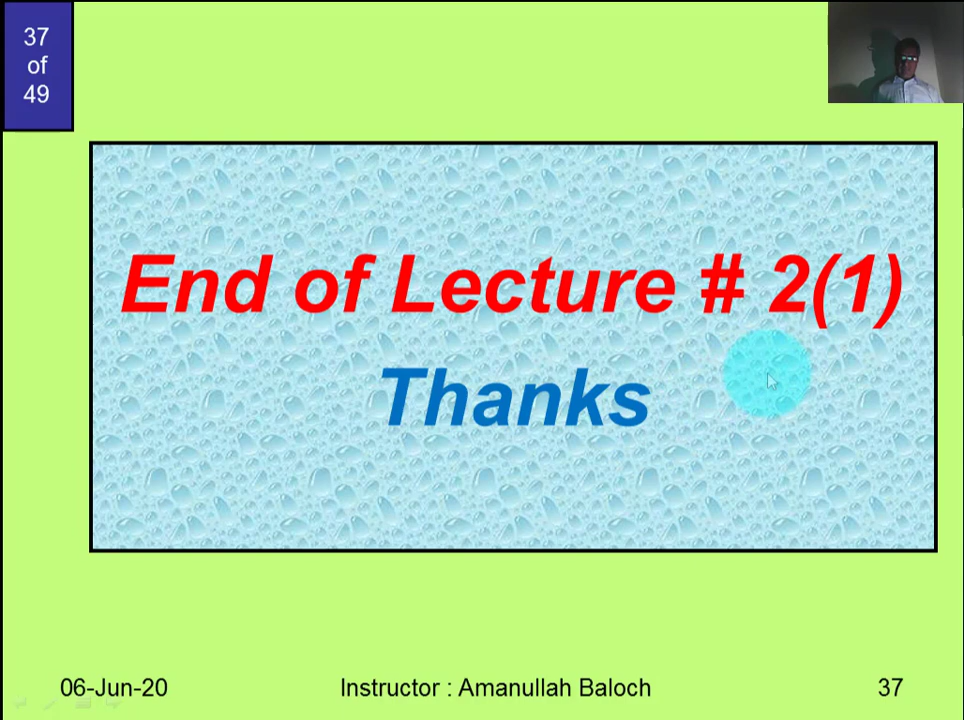 37
of
49
End of Lecture # 2(1)
Thanks
06-Jun-20
Instructor : Amanullah Baloch
37